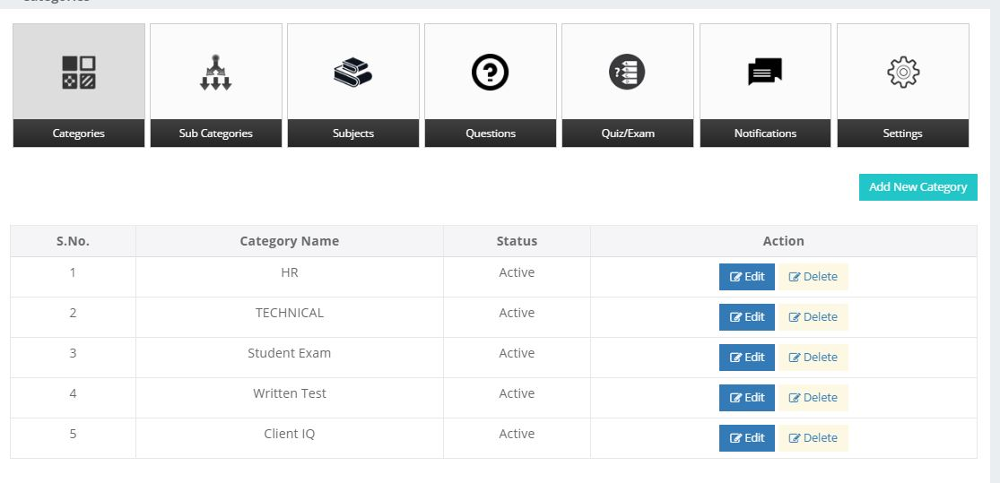 Categories
Categories Sub Categories Subjects Questions Quiz/Exam Notifications Settings
Add New Category
S.No. Category Name Status Action
1 HR Active Edit Delete
2 TECHNICAL Active Edit Delete
3 Student Exam Active Edit Delete
4 Written Test Active Edit Delete
5 Client IQ Active Edit Delete